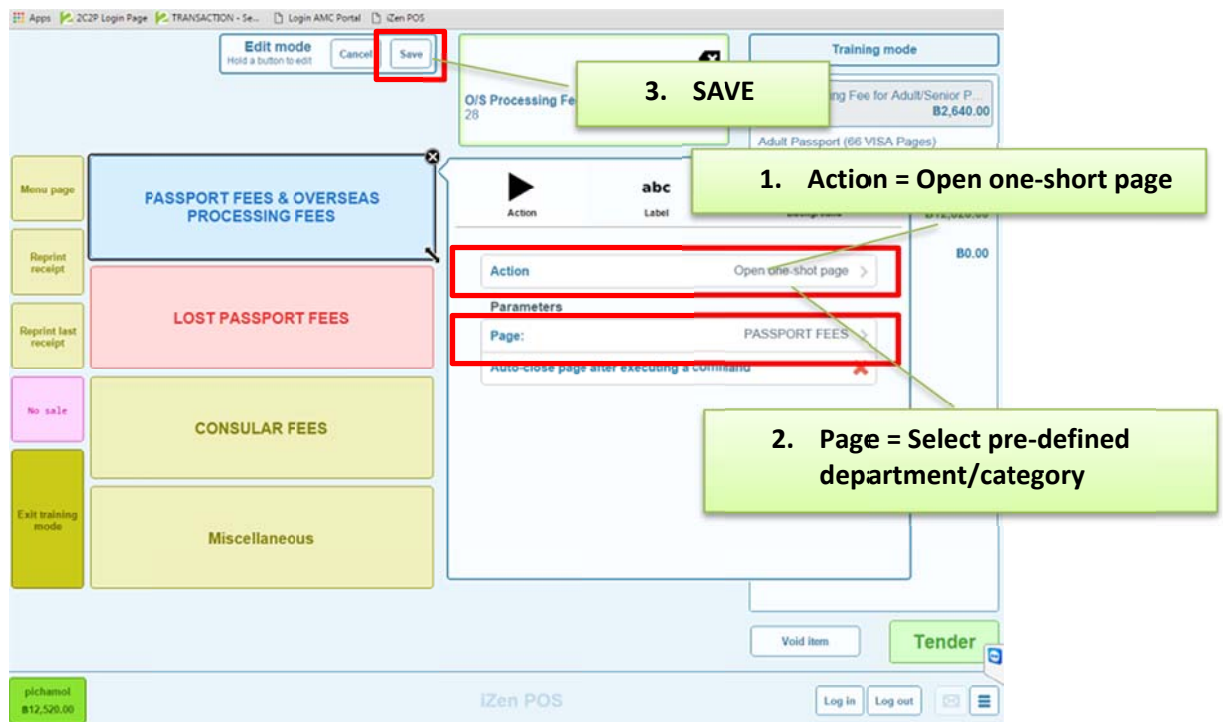 Apps 2C2P Login Page TRANSACTION - Se... Login AMC Portal iZen POS
Edit mode
Hold a button to edit
Cancel
Save
O/S Processing Fe
28
3. SAVE
Training mode
ng Fee for Adult/Senior P...
฿2,640.00
Adult Passport (66 VISA Pages)
1. Action = Open one-short page
Menu page
PASSPORT FEES & OVERSEAS
PROCESSING FEES
Action
abc
Label
Reprint
receipt
Action
Open one-shot page
฿0.00
Parameters
Reprint last
receipt
LOST PASSPORT FEES
Page:
PASSPORT FEES
Auto-close page after executing a command
No sale
CONSULAR FEES
2. Page = Select pre-defined
department/category
Exit training
mode
Miscellaneous
Void item
Tender
pichamol
฿12,520.00
iZen POS
Log in
Log out